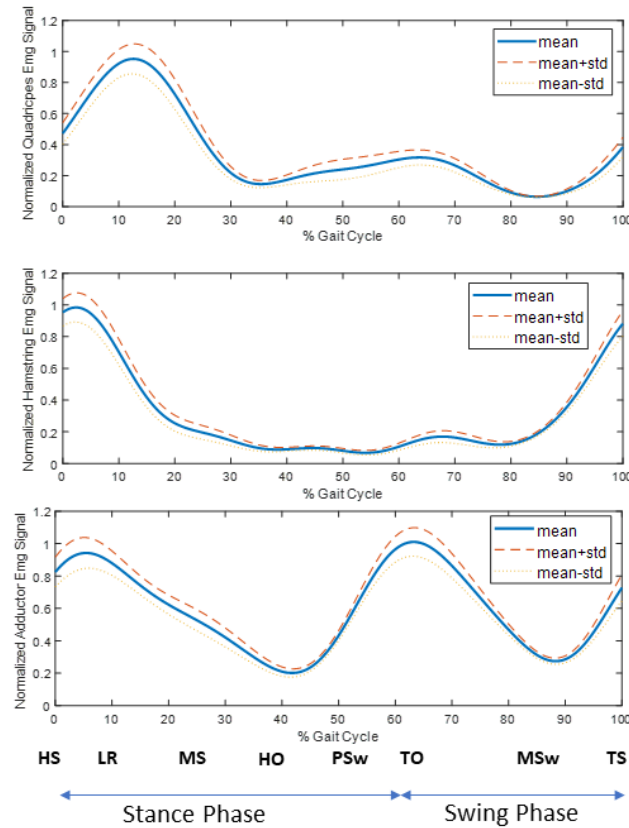 Normalized Quadricpes Emg Signal
1.2
1
0.8
0.6
0.4
0.2
0
mean
mean+std
mean-std
0 10 20 30 40 50 60 70 80 90 100
% Gait Cycle
Normalized Hamstring Emg Signal
1.2
1
0.8
0.6
0.4
0.2
0
mean
mean+std
mean-std
0 10 20 30 40 50 60 70 80 90 100
% Gait Cycle
Normalized Adductor Emg Signal
1.2
1
0.8
0.6
0.4
0.2
0
mean
mean+std
mean-std
0 10 20 30 40 50 60 70 80 90 100
% Gait Cycle
HS LR MS HO PSw TO MSw TS
Stance Phase Swing Phase